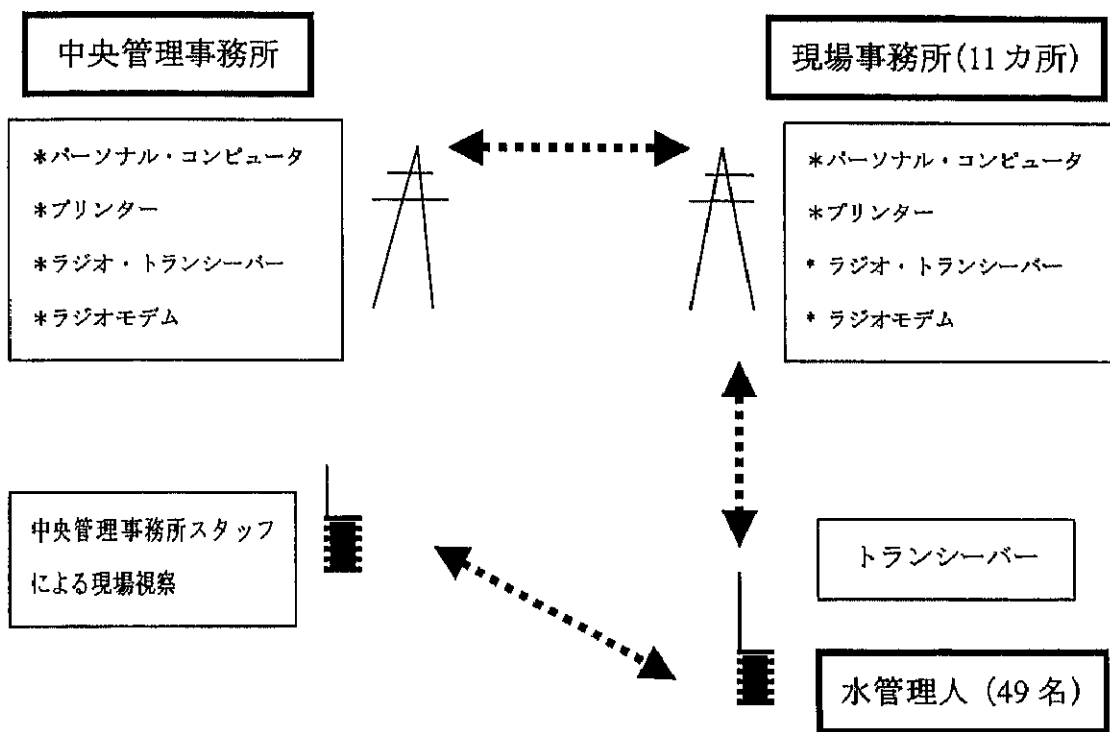 中央管理事務所
現場事務所(11カ所)
*パーソナル・コンピュータ
*プリンター
*ラジオ・トランシーバー
*ラジオモデム
*パーソナル・コンピュータ
*プリンター
* ラジオ・トランシーバー
* ラジオモデム
中央管理事務所スタッフ
による現場視察
トランシーバー
水管理人 (49名)